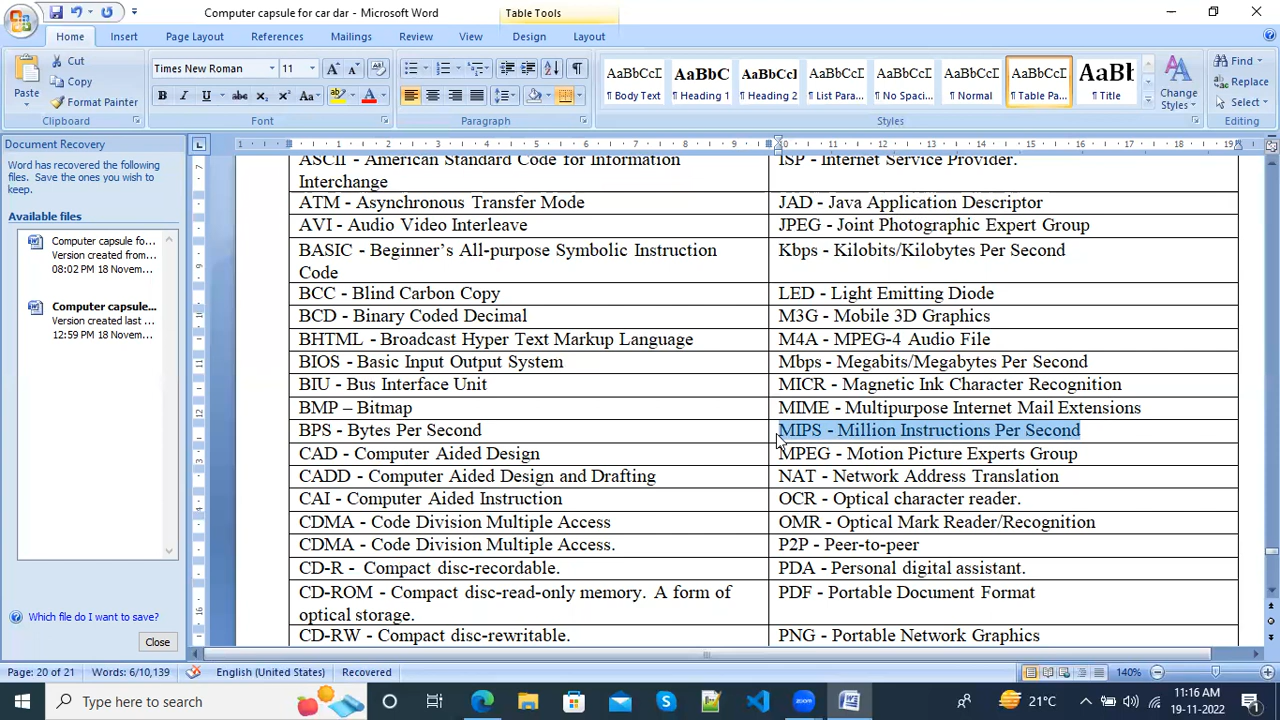 Computer capsule for car dar - Microsoft Word
Table Tools
Home
Insert
Page Layout
References
Mailings
Review
View
Design
Layout
Paste
Cut
Copy
Format Painter
Clipboard
Times New Roman
11
Font
Paragraph
AaBbCcI
¶ Body Text
AaBbC
¶ Heading 1
AaBbCcI
¶ Heading 2
AaBbCcI
¶ List Para...
AaBbCcI
¶ No Spaci...
AaBbCcI
¶ Normal
AaBbCcI
¶ Table Pa...
AaBl
¶ Title
Change Styles
Styles
Find
Replace
Select
Editing
Document Recovery
Word has recovered the following
files. Save the ones you wish to
keep.
Available files
Computer capsule fo...
Version created from...
08:02 PM 18 Novem...
Computer capsule...
Version created last ...
12:59 PM 18 Novem...
Which file do I want to save?
Close
ASCII - American Standard Code for Information
Interchange
ISP - Internet Service Provider.
ATM - Asynchronous Transfer Mode
JAD - Java Application Descriptor
AVI - Audio Video Interleave
JPEG - Joint Photographic Expert Group
BASIC - Beginner’s All-purpose Symbolic Instruction
Code
Kbps - Kilobits/Kilobytes Per Second
BCC - Blind Carbon Copy
LED - Light Emitting Diode
BCD - Binary Coded Decimal
M3G - Mobile 3D Graphics
BHTML - Broadcast Hyper Text Markup Language
M4A - MPEG-4 Audio File
BIOS - Basic Input Output System
Mbps - Megabits/Megabytes Per Second
BIU - Bus Interface Unit
MICR - Magnetic Ink Character Recognition
BMP – Bitmap
MIME - Multipurpose Internet Mail Extensions
BPS - Bytes Per Second
MIPS - Million Instructions Per Second
CAD - Computer Aided Design
MPEG - Motion Picture Experts Group
CADD - Computer Aided Design and Drafting
NAT - Network Address Translation
CAI - Computer Aided Instruction
OCR - Optical character reader.
CDMA - Code Division Multiple Access
OMR - Optical Mark Reader/Recognition
CDMA - Code Division Multiple Access.
P2P - Peer-to-peer
CD-R - Compact disc-recordable.
PDA - Personal digital assistant.
CD-ROM - Compact disc-read-only memory. A form of
optical storage.
PDF - Portable Document Format
CD-RW - Compact disc-rewritable.
PNG - Portable Network Graphics
Page: 20 of 21
Words: 6/10,139
English (United States)
Recovered
140%
Type here to search
21°C
ENG
11:16 AM
19-11-2022